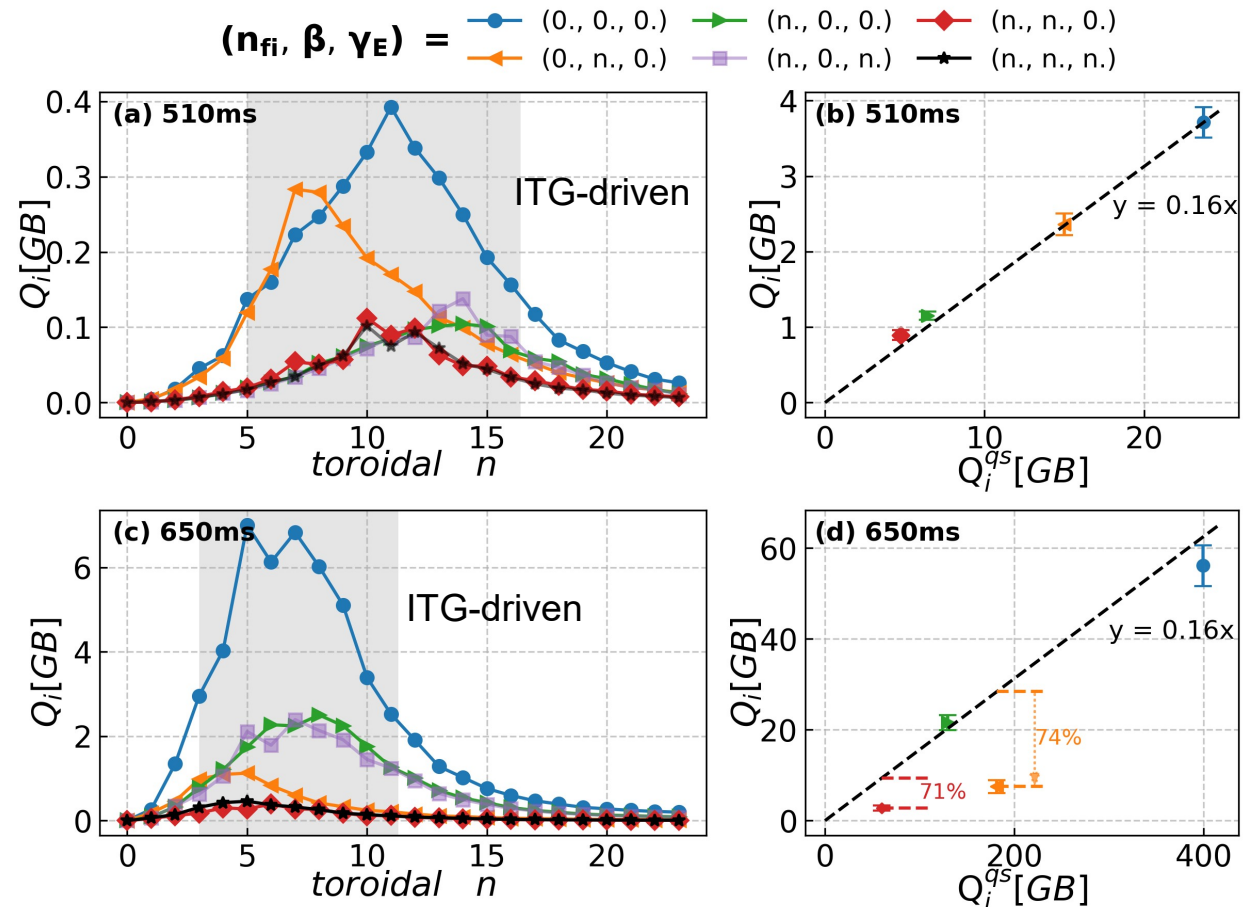 (n_fi, β, γ_E) =
(0., 0., 0.)
(n., 0., 0.)
(n., n., 0.)
(0., n., 0.)
(n., 0., n.)
(n., n., n.)
(a) 510ms
ITG-driven
Q_i[GB]
0.4
0.3
0.2
0.1
0.0
0 5 10 15 20
toroidal n
(b) 510ms
y = 0.16x
Q_i[GB]
4
3
2
1
0
0 10 20
Q_i^{qs}[GB]
(c) 650ms
ITG-driven
Q_i[GB]
6
4
2
0
0 5 10 15 20
toroidal n
(d) 650ms
y = 0.16x
74%
71%
Q_i[GB]
60
40
20
0
0 200 400
Q_i^{qs}[GB]